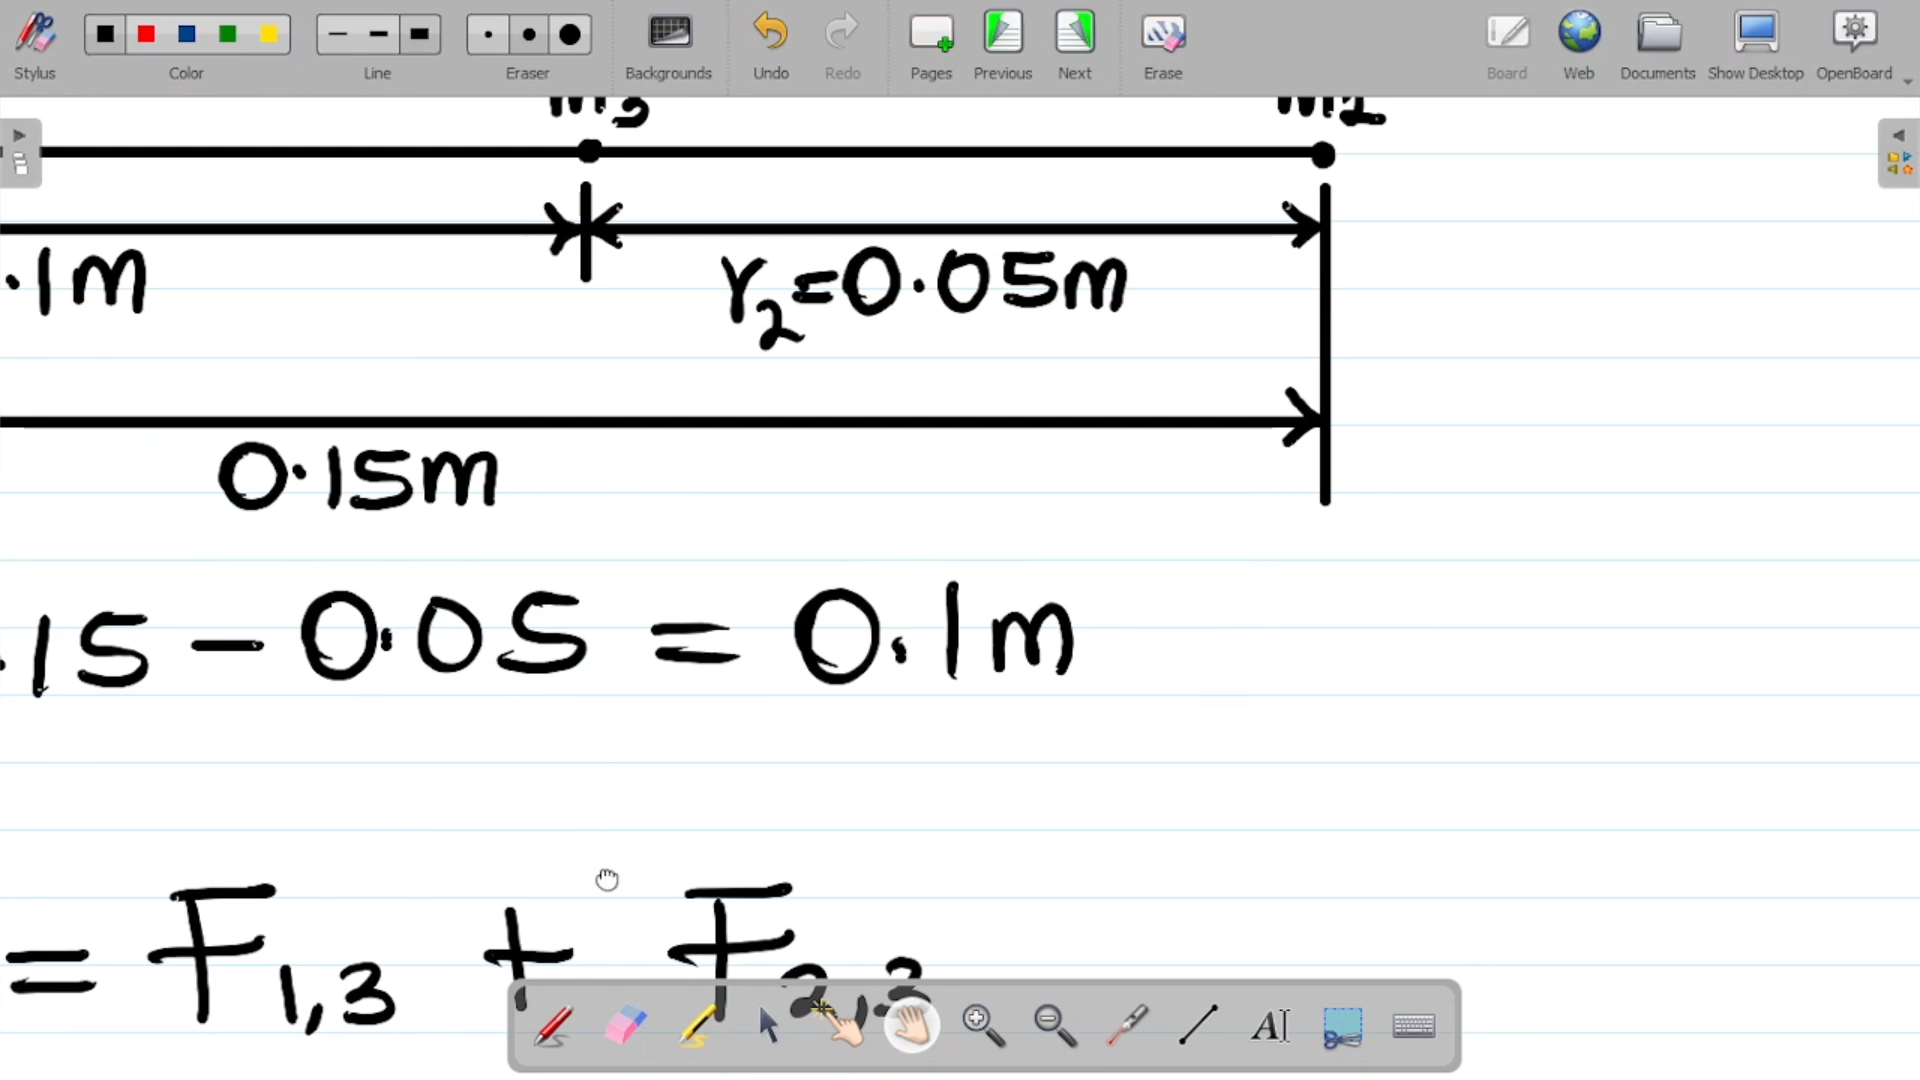 Stylus Color Line Eraser Backgrounds Undo Redo Pages Previous Next Erase Board Web Documents Show Desktop OpenBoard
m3 m2
.1m r2=0.05m
0.15m
.15 - 0.05 = 0.1m
= F1,3 + F2,3